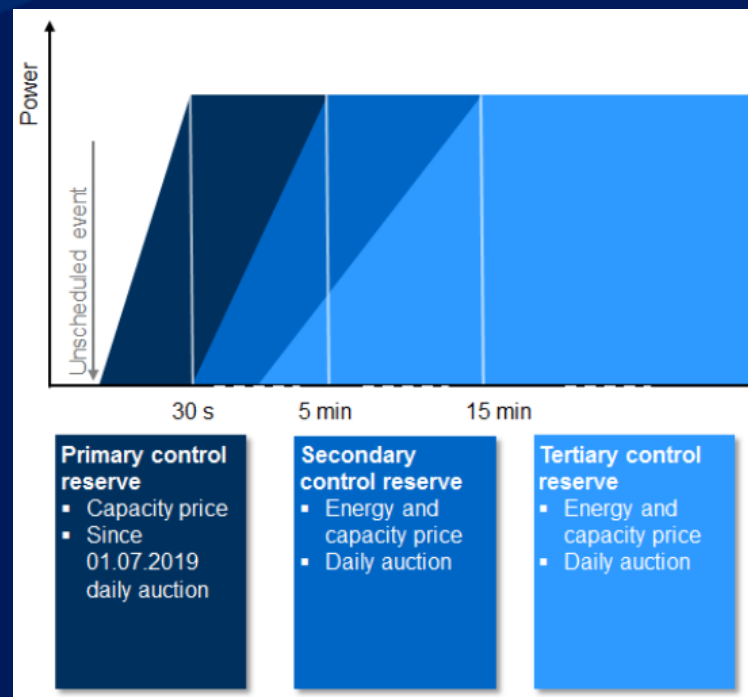 Power
Unscheduled event
30 s
5 min
15 min
Primary control
reserve
▪ Capacity price
▪ Since
01.07.2019
daily auction
Secondary
control reserve
▪ Energy and
capacity price
▪ Daily auction
Tertiary control
reserve
▪ Energy and
capacity price
▪ Daily auction